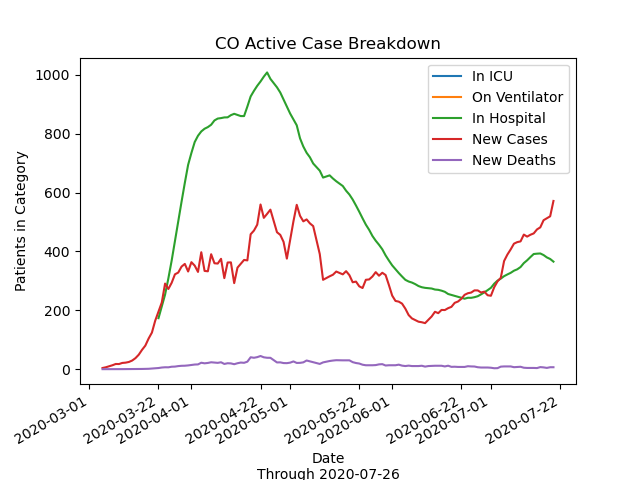 CO Active Case Breakdown
In ICU
On Ventilator
In Hospital
New Cases
New Deaths
Patients in Category
1000
800
600
400
200
0
2020-03-01
2020-03-22
2020-04-01
2020-04-22
2020-05-01
2020-05-22
2020-06-01
2020-06-22
2020-07-01
2020-07-22
Date
Through 2020-07-26